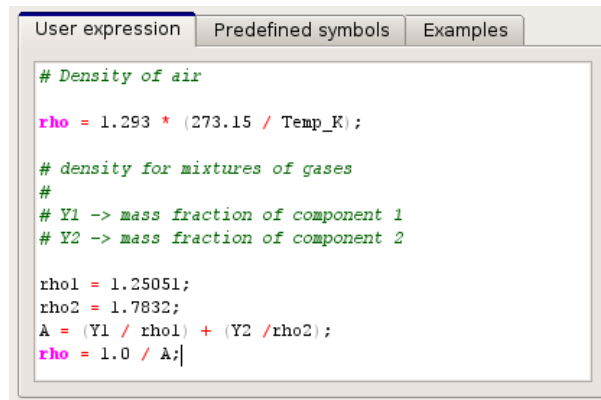 User expression Predefined symbols Examples
# Density of air
rho = 1.293 * (273.15 / Temp_K);
# density for mixtures of gases
#
# Y1 -> mass fraction of component 1
# Y2 -> mass fraction of component 2
rho1 = 1.25051;
rho2 = 1.7832;
A = (Y1 / rho1) + (Y2 /rho2);
rho = 1.0 / A;